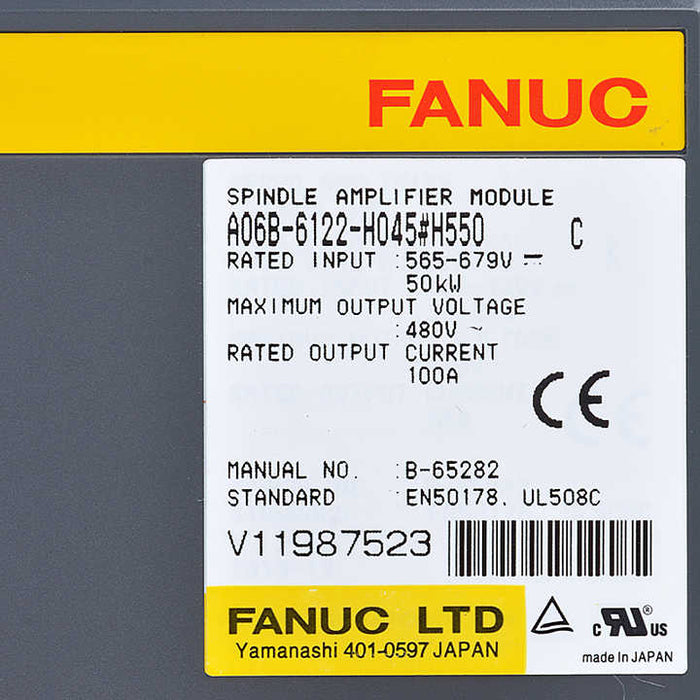 FANUC
SPINDLE AMPLIFIER MODULE
A06B-6122-H045#H550 C
RATED INPUT :565-679V ⎓
50kW
MAXIMUM OUTPUT VOLTAGE
:480V ~
RATED OUTPUT CURRENT
100A
CE
MANUAL NO. :B-65282
STANDARD :EN50178. UL508C
V11987523
FANUC LTD
Yamanashi 401-0597 JAPAN
c RU® US
made in JAPAN